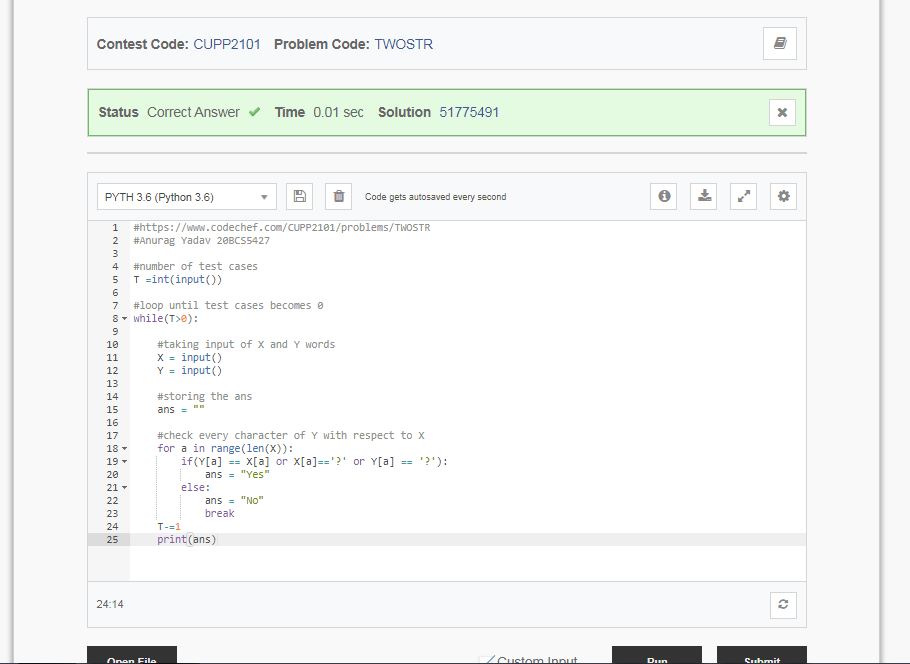 Contest Code: CUPP2101 Problem Code: TWOSTR
Status Correct Answer Time 0.01 sec Solution 51775491
PYTH 3.6 (Python 3.6) Code gets autosaved every second
1 #https://www.codechef.com/CUPP2101/problems/TWOSTR
2 #Anurag Yadav 20BCS5427
3
4 #number of test cases
5 T =int(input())
6
7 #loop until test cases becomes 0
8 while(T>0):
9
10 #taking input of X and Y words
11 X = input()
12 Y = input()
13
14 #storing the ans
15 ans = ""
16
17 #check every character of Y with respect to X
18 for a in range(len(X)):
19 if(Y[a] == X[a] or X[a]=='?' or Y[a] == '?'):
20 ans = "Yes"
21 else:
22 ans = "No"
23 break
24 T-=1
25 print(ans)
24:14
Open File Custom Input Run Submit